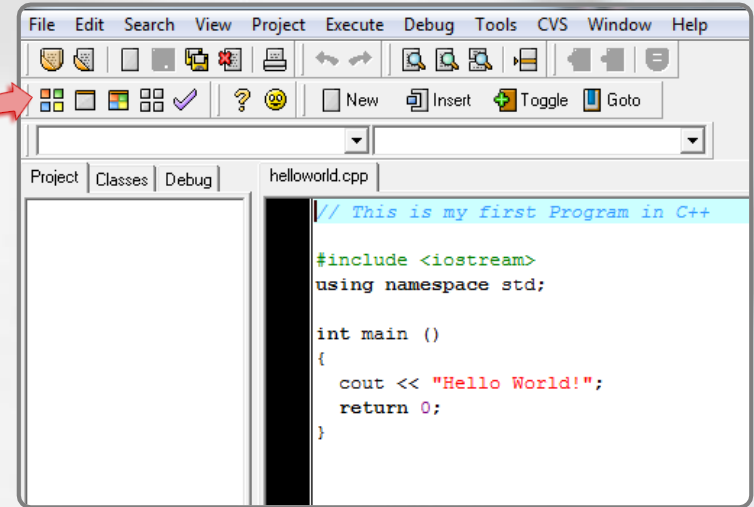 File Edit Search View Project Execute Debug Tools CVS Window Help
New Insert Toggle Goto
Project Classes Debug helloworld.cpp
// This is my first Program in C++
#include <iostream>
using namespace std;
int main ()
{
cout << "Hello World!";
return 0;
}